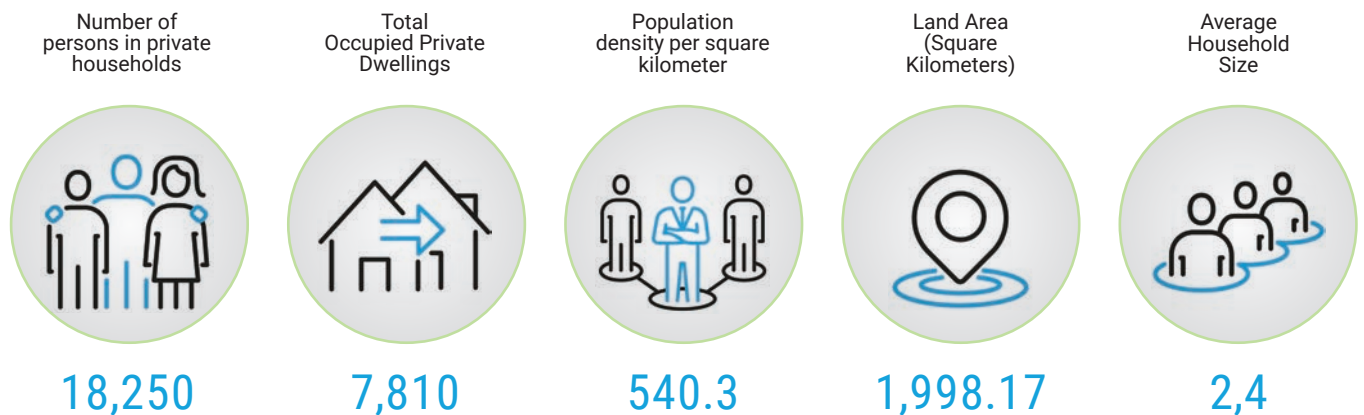 Number of
persons in private
households
18,250
Total
Occupied Private
Dwellings
7,810
Population
density per square
kilometer
540.3
Land Area
(Square
Kilometers)
1,998.17
Average
Household
Size
2,4